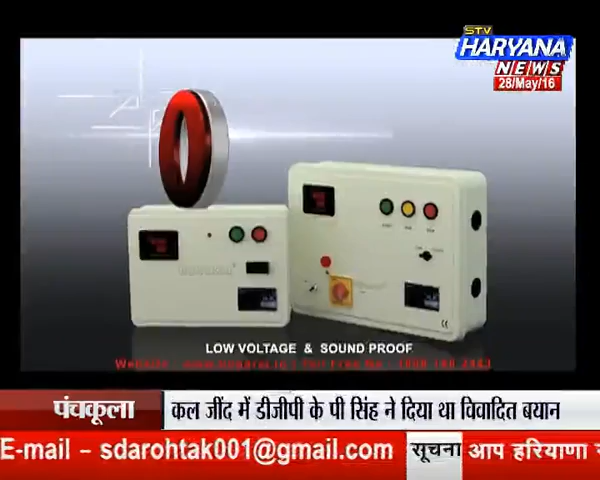 STV
HARYANA
NEWS
28/May/16
LOW VOLTAGE & SOUND PROOF
पंचकूला
कल जींद में डीजीपी के पी सिंह ने दिया था विवादित बयान
E-mail - sdarohtak001@gmail.com
सूचना आप हरियाणा